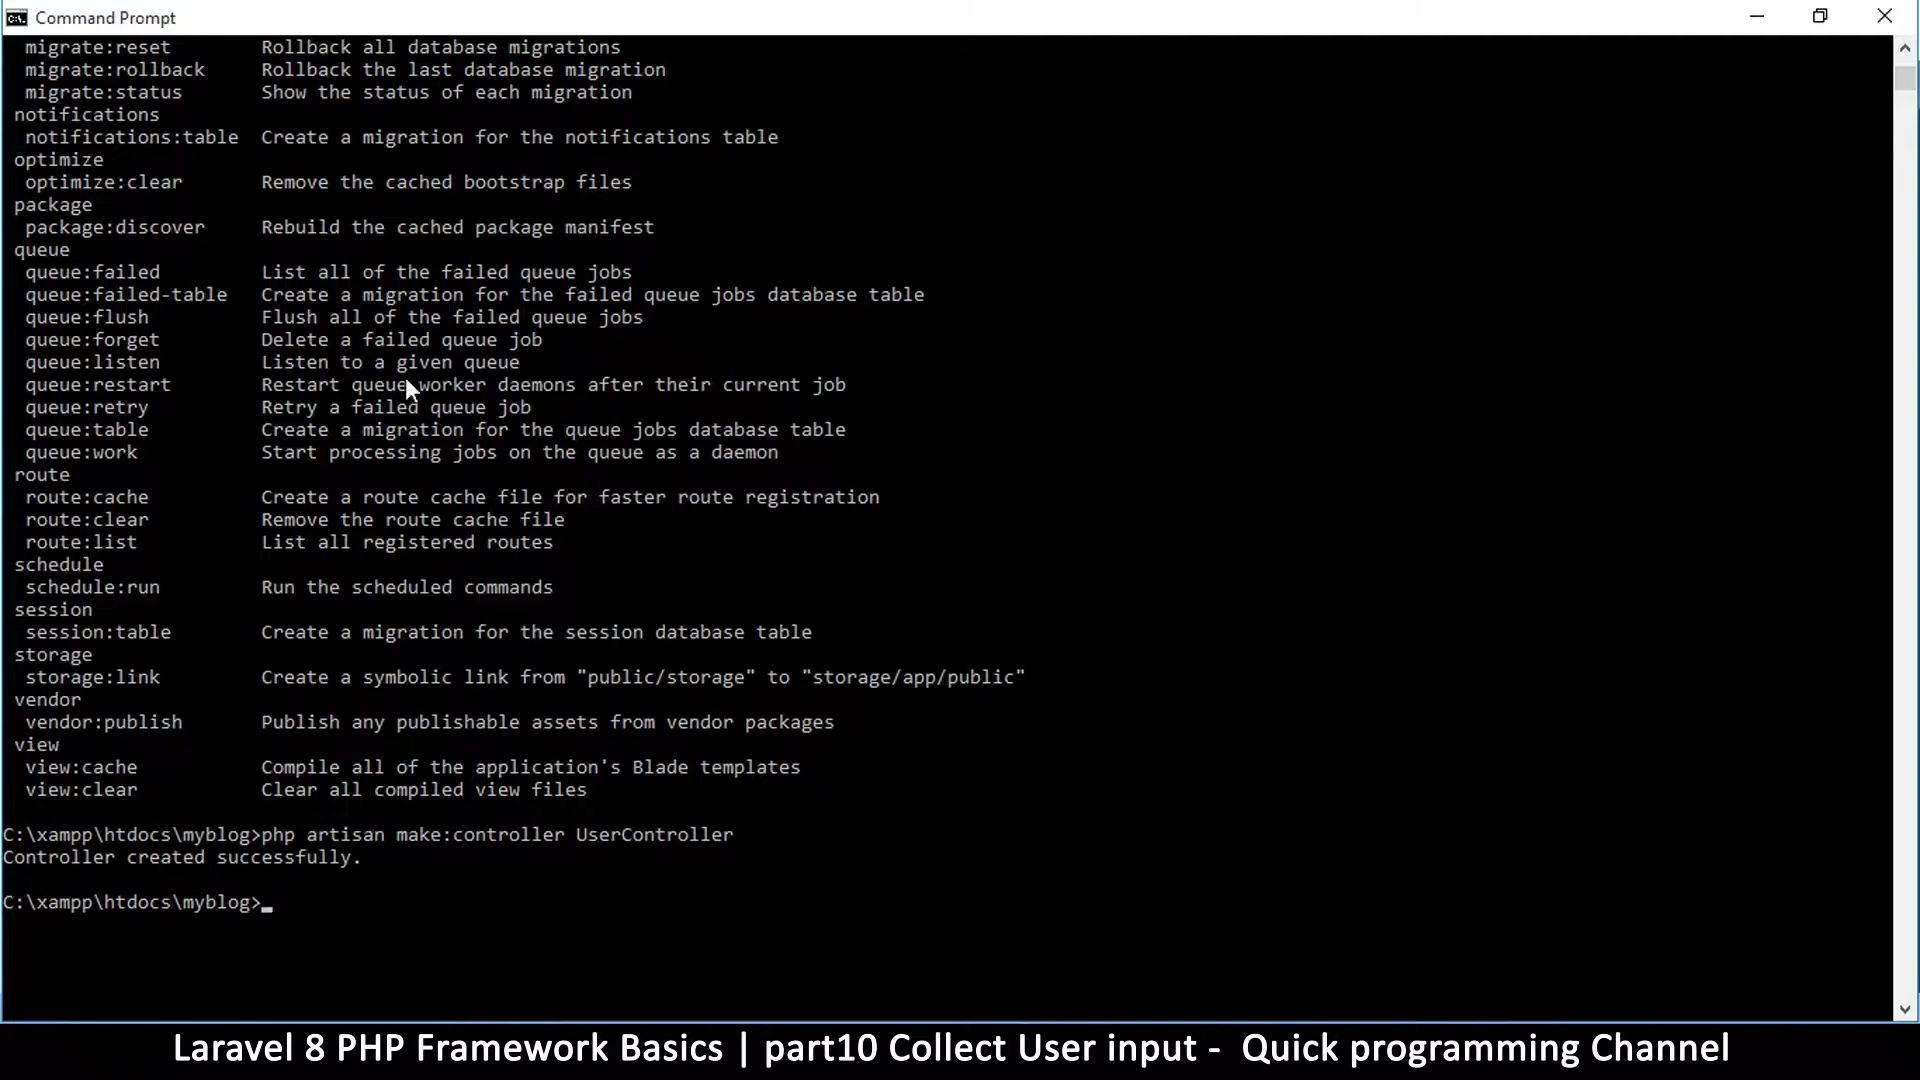 Command Prompt
migrate:reset Rollback all database migrations
migrate:rollback Rollback the last database migration
migrate:status Show the status of each migration
notifications
notifications:table Create a migration for the notifications table
optimize
optimize:clear Remove the cached bootstrap files
package
package:discover Rebuild the cached package manifest
queue
queue:failed List all of the failed queue jobs
queue:failed-table Create a migration for the failed queue jobs database table
queue:flush Flush all of the failed queue jobs
queue:forget Delete a failed queue job
queue:listen Listen to a given queue
queue:restart Restart queue worker daemons after their current job
queue:retry Retry a failed queue job
queue:table Create a migration for the queue jobs database table
queue:work Start processing jobs on the queue as a daemon
route
route:cache Create a route cache file for faster route registration
route:clear Remove the route cache file
route:list List all registered routes
schedule
schedule:run Run the scheduled commands
session
session:table Create a migration for the session database table
storage
storage:link Create a symbolic link from "public/storage" to "storage/app/public"
vendor
vendor:publish Publish any publishable assets from vendor packages
view
view:cache Compile all of the application's Blade templates
view:clear Clear all compiled view files
C:\xampp\htdocs\myblog>php artisan make:controller UserController
Controller created successfully.
C:\xampp\htdocs\myblog>_
Laravel 8 PHP Framework Basics | part10 Collect User input - Quick programming Channel